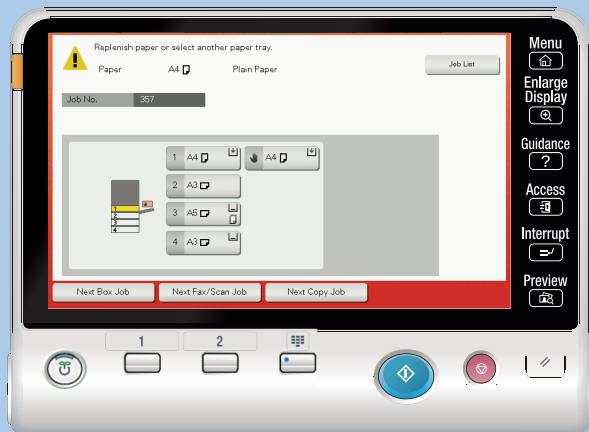 Replenish paper or select another paper tray.
Paper A4 Plain Paper
Job List
Job No. 357
1 A4
A4
2 A3
3 A5
4 A3
1
2
3
4
Next Box Job
Next Fax/Scan Job
Next Copy Job
Menu
Enlarge
Display
Guidance
?
Access
Interrupt
Preview
1
2